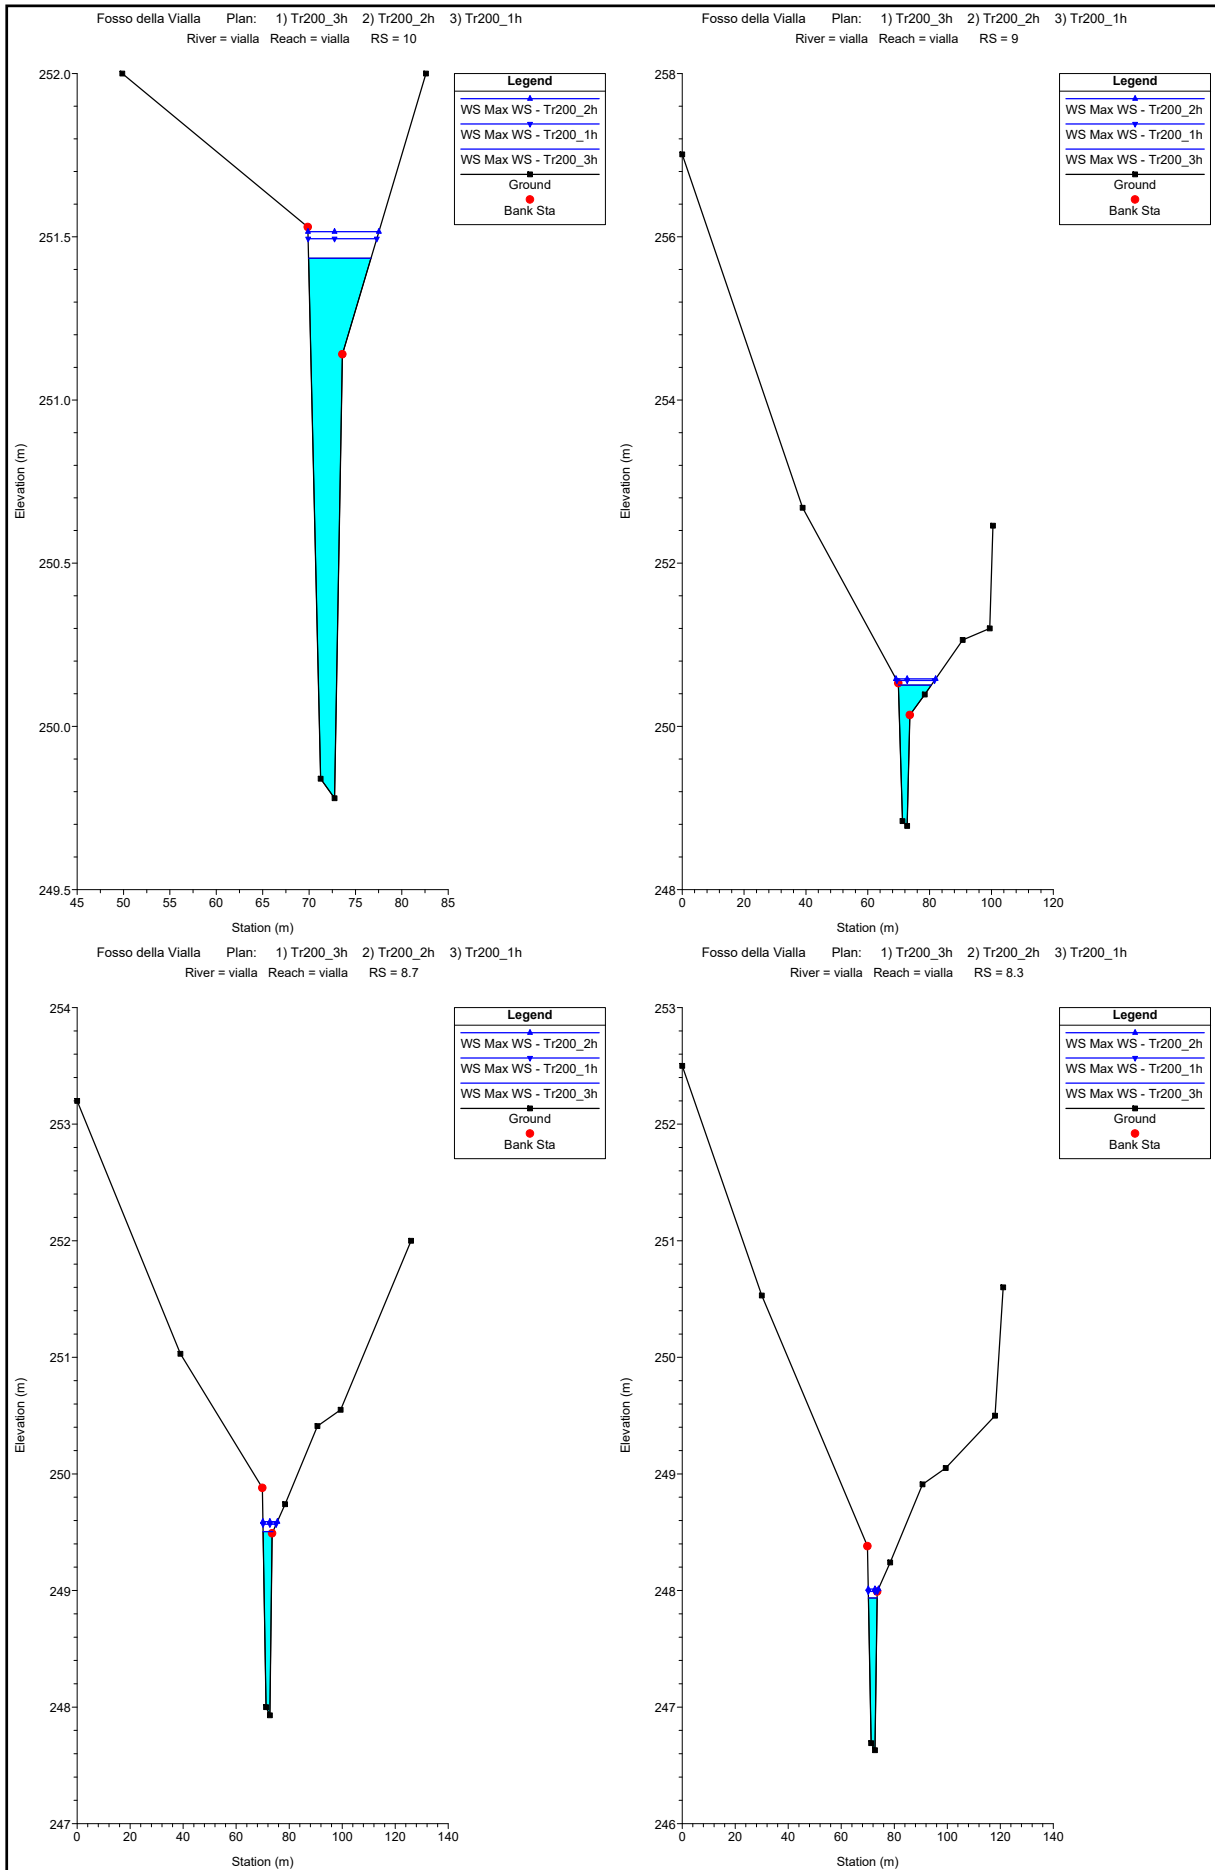 Fosso della Vialla Plan: 1) Tr200_3h 2) Tr200_2h 3) Tr200_1h
River = vialla Reach = vialla RS = 10
252.0
251.5
251.0
250.5
250.0
249.5
Elevation (m)
45 50 55 60 65 70 75 80 85
Station (m)
Legend
WS Max WS - Tr200_2h
WS Max WS - Tr200_1h
WS Max WS - Tr200_3h
Ground
Bank Sta
Fosso della Vialla Plan: 1) Tr200_3h 2) Tr200_2h 3) Tr200_1h
River = vialla Reach = vialla RS = 9
258
256
254
252
250
248
Elevation (m)
0 20 40 60 80 100 120
Station (m)
Legend
WS Max WS - Tr200_2h
WS Max WS - Tr200_1h
WS Max WS - Tr200_3h
Ground
Bank Sta
Fosso della Vialla Plan: 1) Tr200_3h 2) Tr200_2h 3) Tr200_1h
River = vialla Reach = vialla RS = 8.7
254
253
252
251
250
249
248
247
Elevation (m)
0 20 40 60 80 100 120 140
Station (m)
Legend
WS Max WS - Tr200_2h
WS Max WS - Tr200_1h
WS Max WS - Tr200_3h
Ground
Bank Sta
Fosso della Vialla Plan: 1) Tr200_3h 2) Tr200_2h 3) Tr200_1h
River = vialla Reach = vialla RS = 8.3
253
252
251
250
249
248
247
246
Elevation (m)
0 20 40 60 80 100 120 140
Station (m)
Legend
WS Max WS - Tr200_2h
WS Max WS - Tr200_1h
WS Max WS - Tr200_3h
Ground
Bank Sta